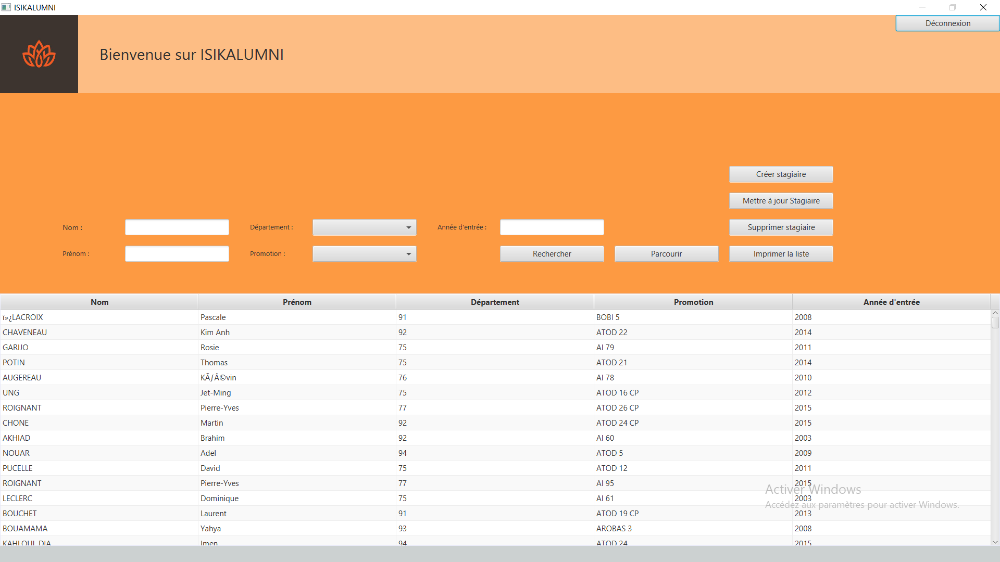 ISIKALUMNI
Déconnexion
Bienvenue sur ISIKALUMNI
Créer stagiaire
Mettre à jour Stagiaire
Nom : Département : Année d'entrée : Supprimer stagiaire
Prénom : Promotion : Rechercher Parcourir Imprimer la liste
Nom Prénom Département Promotion Année d'entrée
ï»¿LACROIX Pascale 91 BOBI 5 2008
CHAVENEAU Kim Anh 92 ATOD 22 2014
GARIJO Rosie 75 AI 79 2011
POTIN Thomas 75 ATOD 21 2014
AUGEREAU KÃƒÂ©vin 76 AI 78 2010
UNG Jet-Ming 75 ATOD 16 CP 2012
ROIGNANT Pierre-Yves 77 ATOD 26 CP 2015
CHONE Martin 92 ATOD 24 CP 2015
AKHIAD Brahim 92 AI 60 2003
NOUAR Adel 94 ATOD 5 2009
PUCELLE David 75 ATOD 12 2011
ROIGNANT Pierre-Yves 77 AI 95 2015
Activer Windows
LECLERC Dominique 75 AI 61 2003
Accédez aux paramètres pour activer Windows.
BOUCHET Laurent 91 ATOD 19 CP 2013
BOUAMAMA Yahya 93 AROBAS 3 2008
KAHLOUL DIA Imen 94 ATOD 24 2015